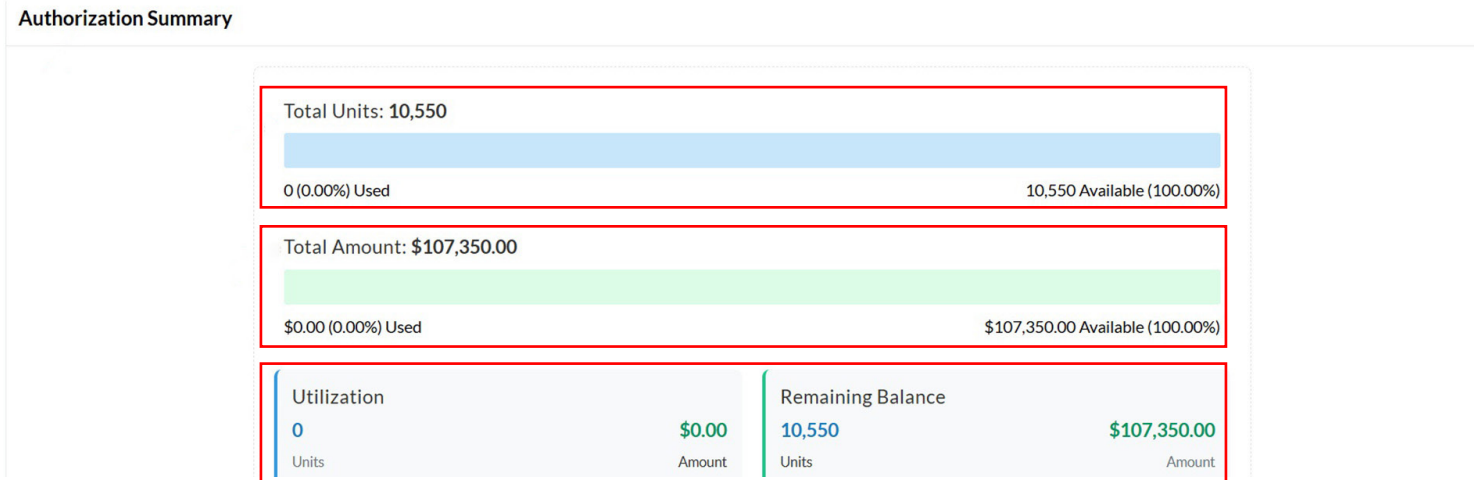 Authorization Summary
Total Units: 10,550
0 (0.00%) Used 10,550 Available (100.00%)
Total Amount: $107,350.00
$0.00 (0.00%) Used $107,350.00 Available (100.00%)
Utilization Remaining Balance
0 $0.00 10,550 $107,350.00
Units Amount Units Amount